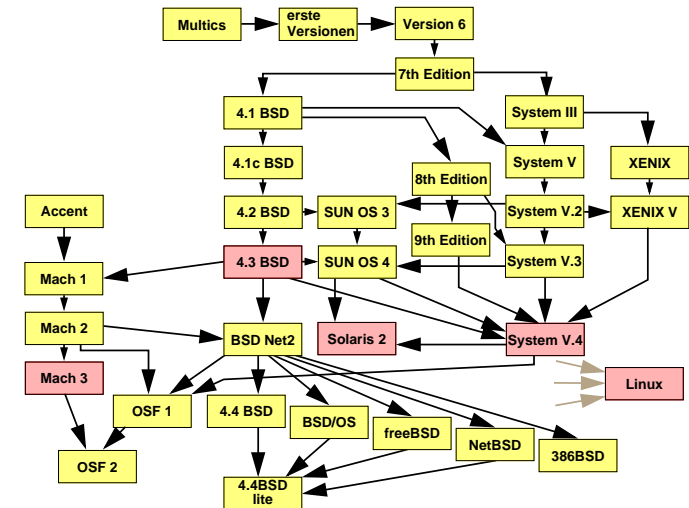 Multics
erste
Versionen
Version 6
7th Edition
4.1 BSD
System III
4.1c BSD
8th Edition
System V
XENIX
Accent
4.2 BSD
SUN OS 3
9th Edition
System V.2
XENIX V
Mach 1
4.3 BSD
SUN OS 4
System V.3
Mach 2
BSD Net2
Solaris 2
System V.4
Mach 3
Linux
OSF 1
4.4 BSD
BSD/OS
freeBSD
NetBSD
386BSD
OSF 2
4.4BSD
lite